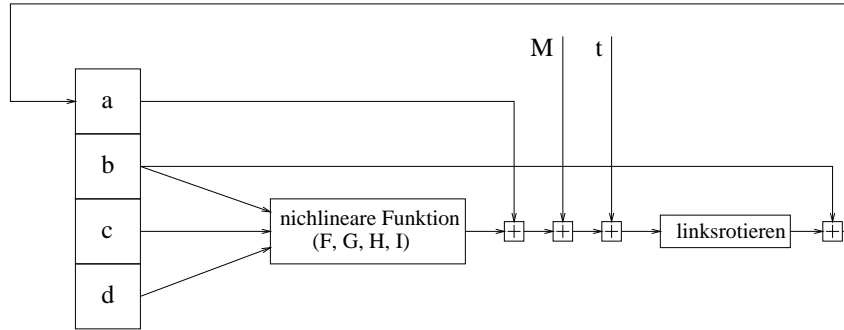 M t
a
b
c
d
nichlineare Funktion
(F, G, H, I)
+ + + linksrotieren +